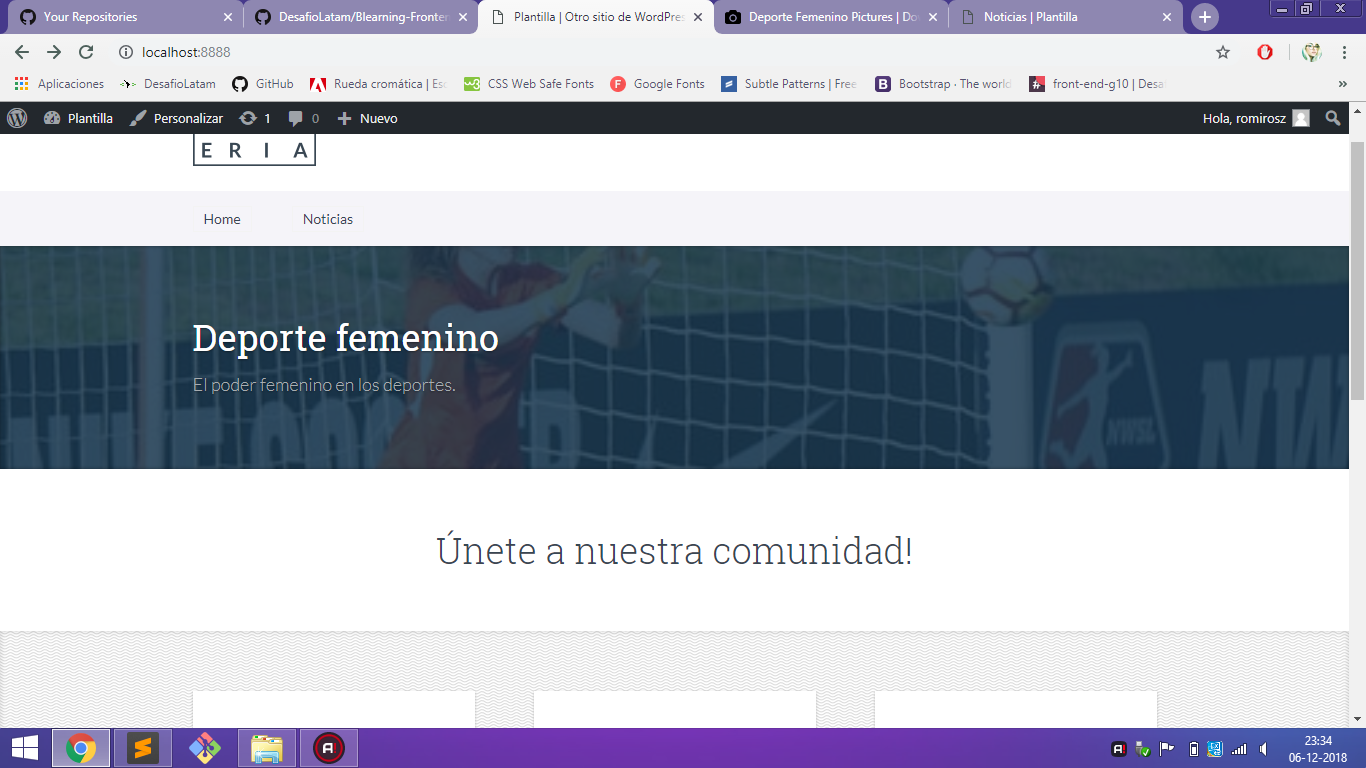 Your Repositories
DesafioLatam/Blearning-Fronter
Plantilla | Otro sitio de WordPres
Deporte Femenino Pictures | Do
Noticias | Plantilla
localhost:8888
Aplicaciones
DesafioLatam
GitHub
Rueda cromática | Esc
CSS Web Safe Fonts
Google Fonts
Subtle Patterns | Free
Bootstrap · The world
front-end-g10 | Desa
Plantilla
Personalizar
1
0
Nuevo
Hola, romirosz
E R I A
Home
Noticias
Deporte femenino
El poder femenino en los deportes.
NWSL
Únete a nuestra comunidad!
23:34
06-12-2018